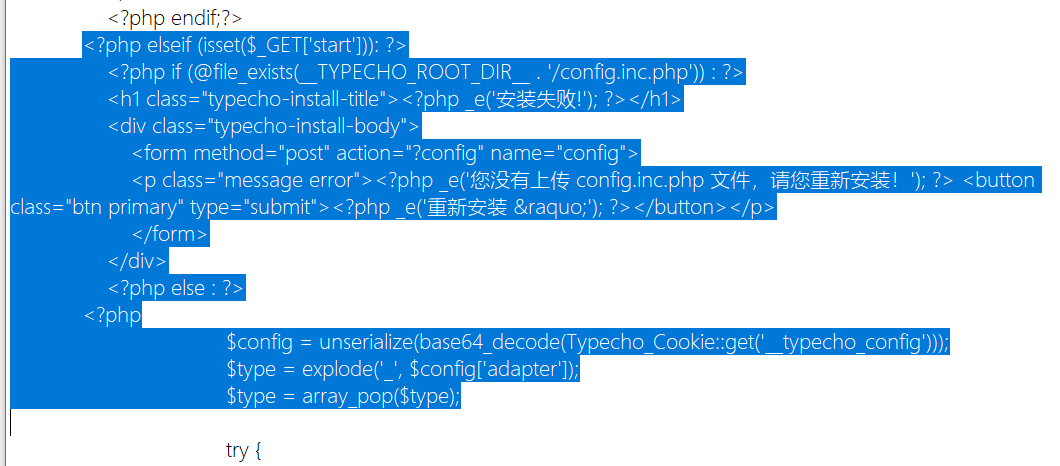 <?php endif;?>
<?php elseif (isset($_GET['start'])): ?>
<?php if (@file_exists(__TYPECHO_ROOT_DIR__ . '/config.inc.php')) : ?>
<h1 class="typecho-install-title"><?php _e('安装失败!'); ?></h1>
<div class="typecho-install-body">
<form method="post" action="?config" name="config">
<p class="message error"><?php _e('您没有上传 config.inc.php 文件，请您重新安装！'); ?> <button
class="btn primary" type="submit"><?php _e('重新安装 &raquo;'); ?></button></p>
</form>
</div>
<?php else : ?>
<?php
$config = unserialize(base64_decode(Typecho_Cookie::get('__typecho_config')));
$type = explode('_', $config['adapter']);
$type = array_pop($type);
try {